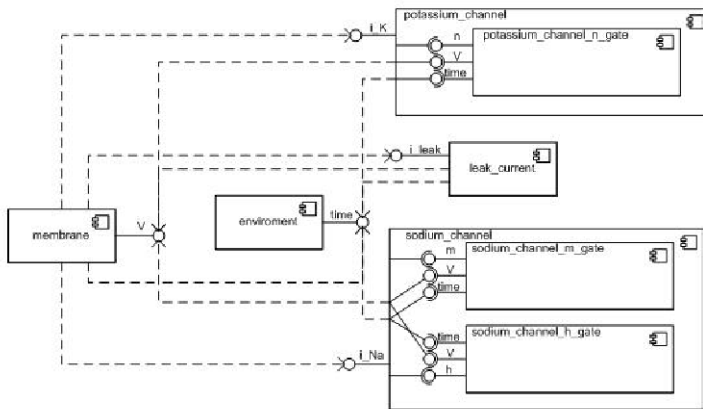 potassium_channel
i_K
n
potassium_channel_n_gate
V
time
i_leak
leak_current
membrane
V
enviroment
time
sodium_channel
m
sodium_channel_m_gate
V
time
time
sodium_channel_h_gate
V
i_Na
h